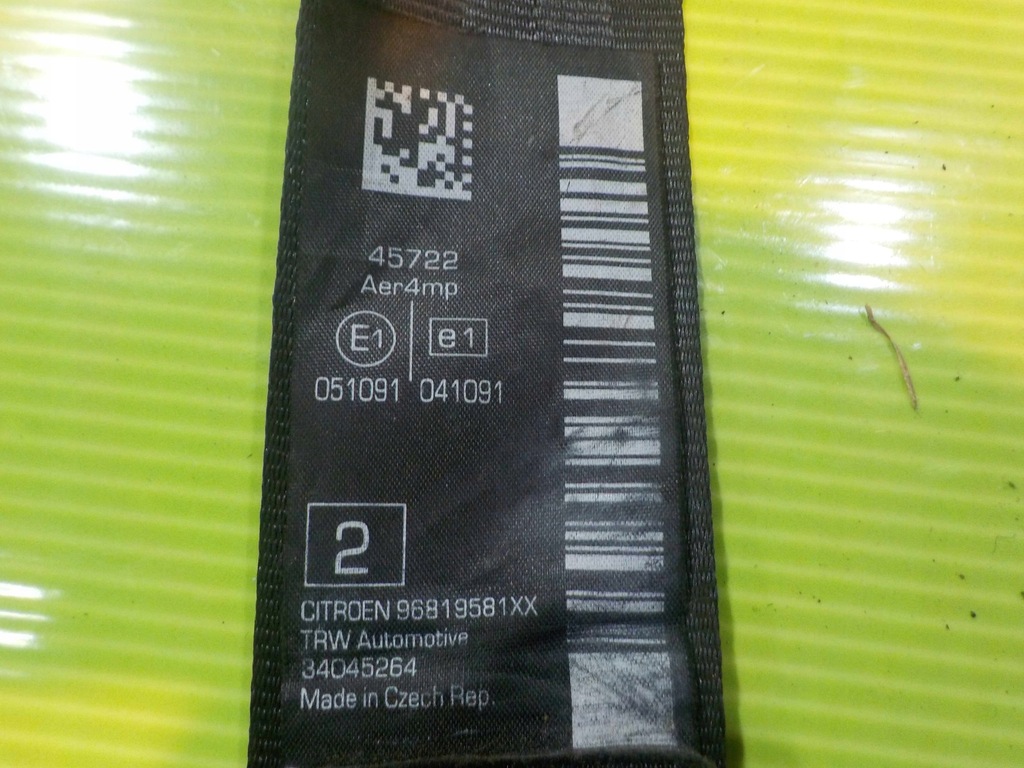 45722
Aer4mp
E1 e1
051091 041091
2
CITROEN 96819581XX
TRW Automotive
34045264
Made in Czech Rep.